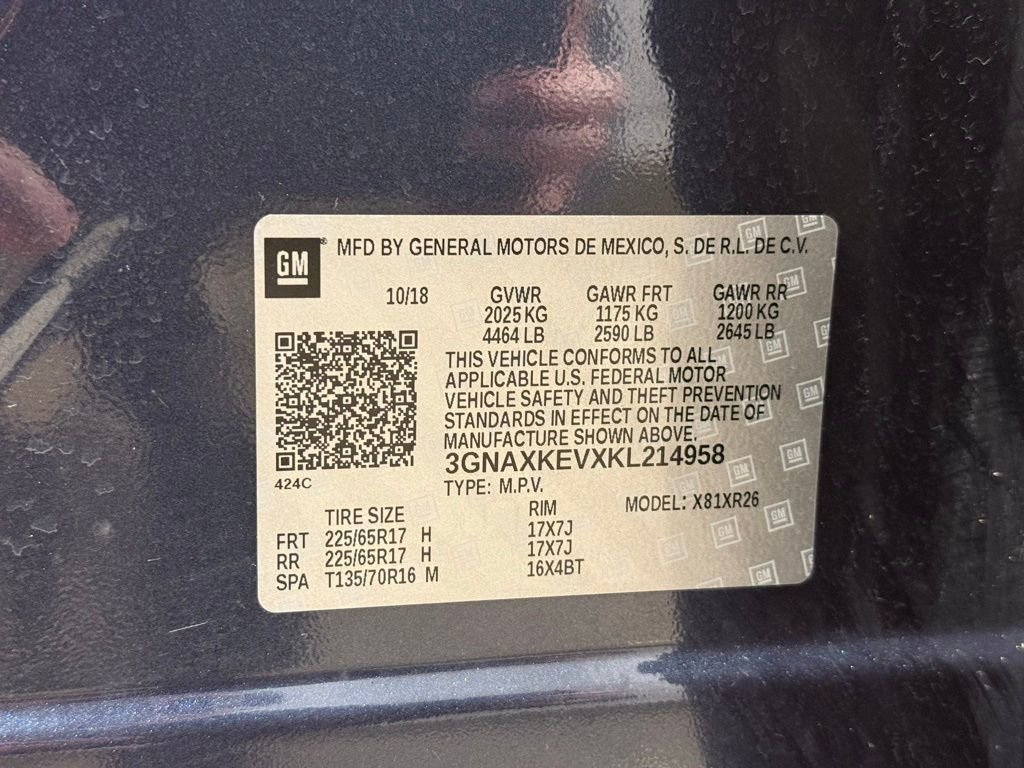 GM ® MFD BY GENERAL MOTORS DE MEXICO, S. DE R.L. DE C.V.
10/18 GVWR GAWR FRT GAWR RR
2025 KG 1175 KG 1200 KG
4464 LB 2590 LB 2645 LB
THIS VEHICLE CONFORMS TO ALL
APPLICABLE U.S. FEDERAL MOTOR
VEHICLE SAFETY AND THEFT PREVENTION
STANDARDS IN EFFECT ON THE DATE OF
MANUFACTURE SHOWN ABOVE.
3GNAXKEVXKL214958
424C
TYPE: M.P.V.
TIRE SIZE RIM MODEL: X81XR26
FRT 225/65R17 H 17X7J
RR 225/65R17 H 17X7J
SPA T135/70R16 M 16X4BT